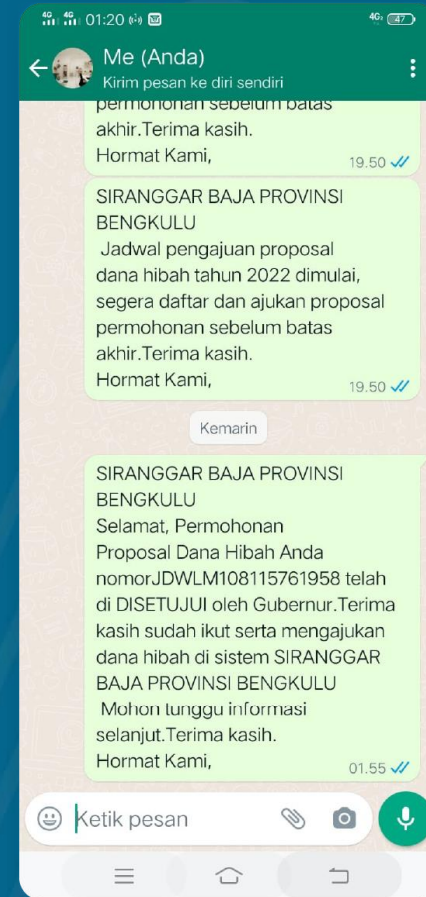 4G 4G 01:20 4G 47
Me (Anda)
Kirim pesan ke diri sendiri
permohonan sebelum batas
akhir.Terima kasih.
Hormat Kami,
19.50
SIRANGGAR BAJA PROVINSI
BENGKULU
Jadwal pengajuan proposal
dana hibah tahun 2022 dimulai,
segera daftar dan ajukan proposal
permohonan sebelum batas
akhir.Terima kasih.
Hormat Kami,
19.50
Kemarin
SIRANGGAR BAJA PROVINSI
BENGKULU
Selamat, Permohonan
Proposal Dana Hibah Anda
nomorJDWLM108115761958 telah
di DISETUJUI oleh Gubernur.Terima
kasih sudah ikut serta mengajukan
dana hibah di sistem SIRANGGAR
BAJA PROVINSI BENGKULU
Mohon tunggu informasi
selanjut.Terima kasih.
Hormat Kami,
01.55
Ketik pesan